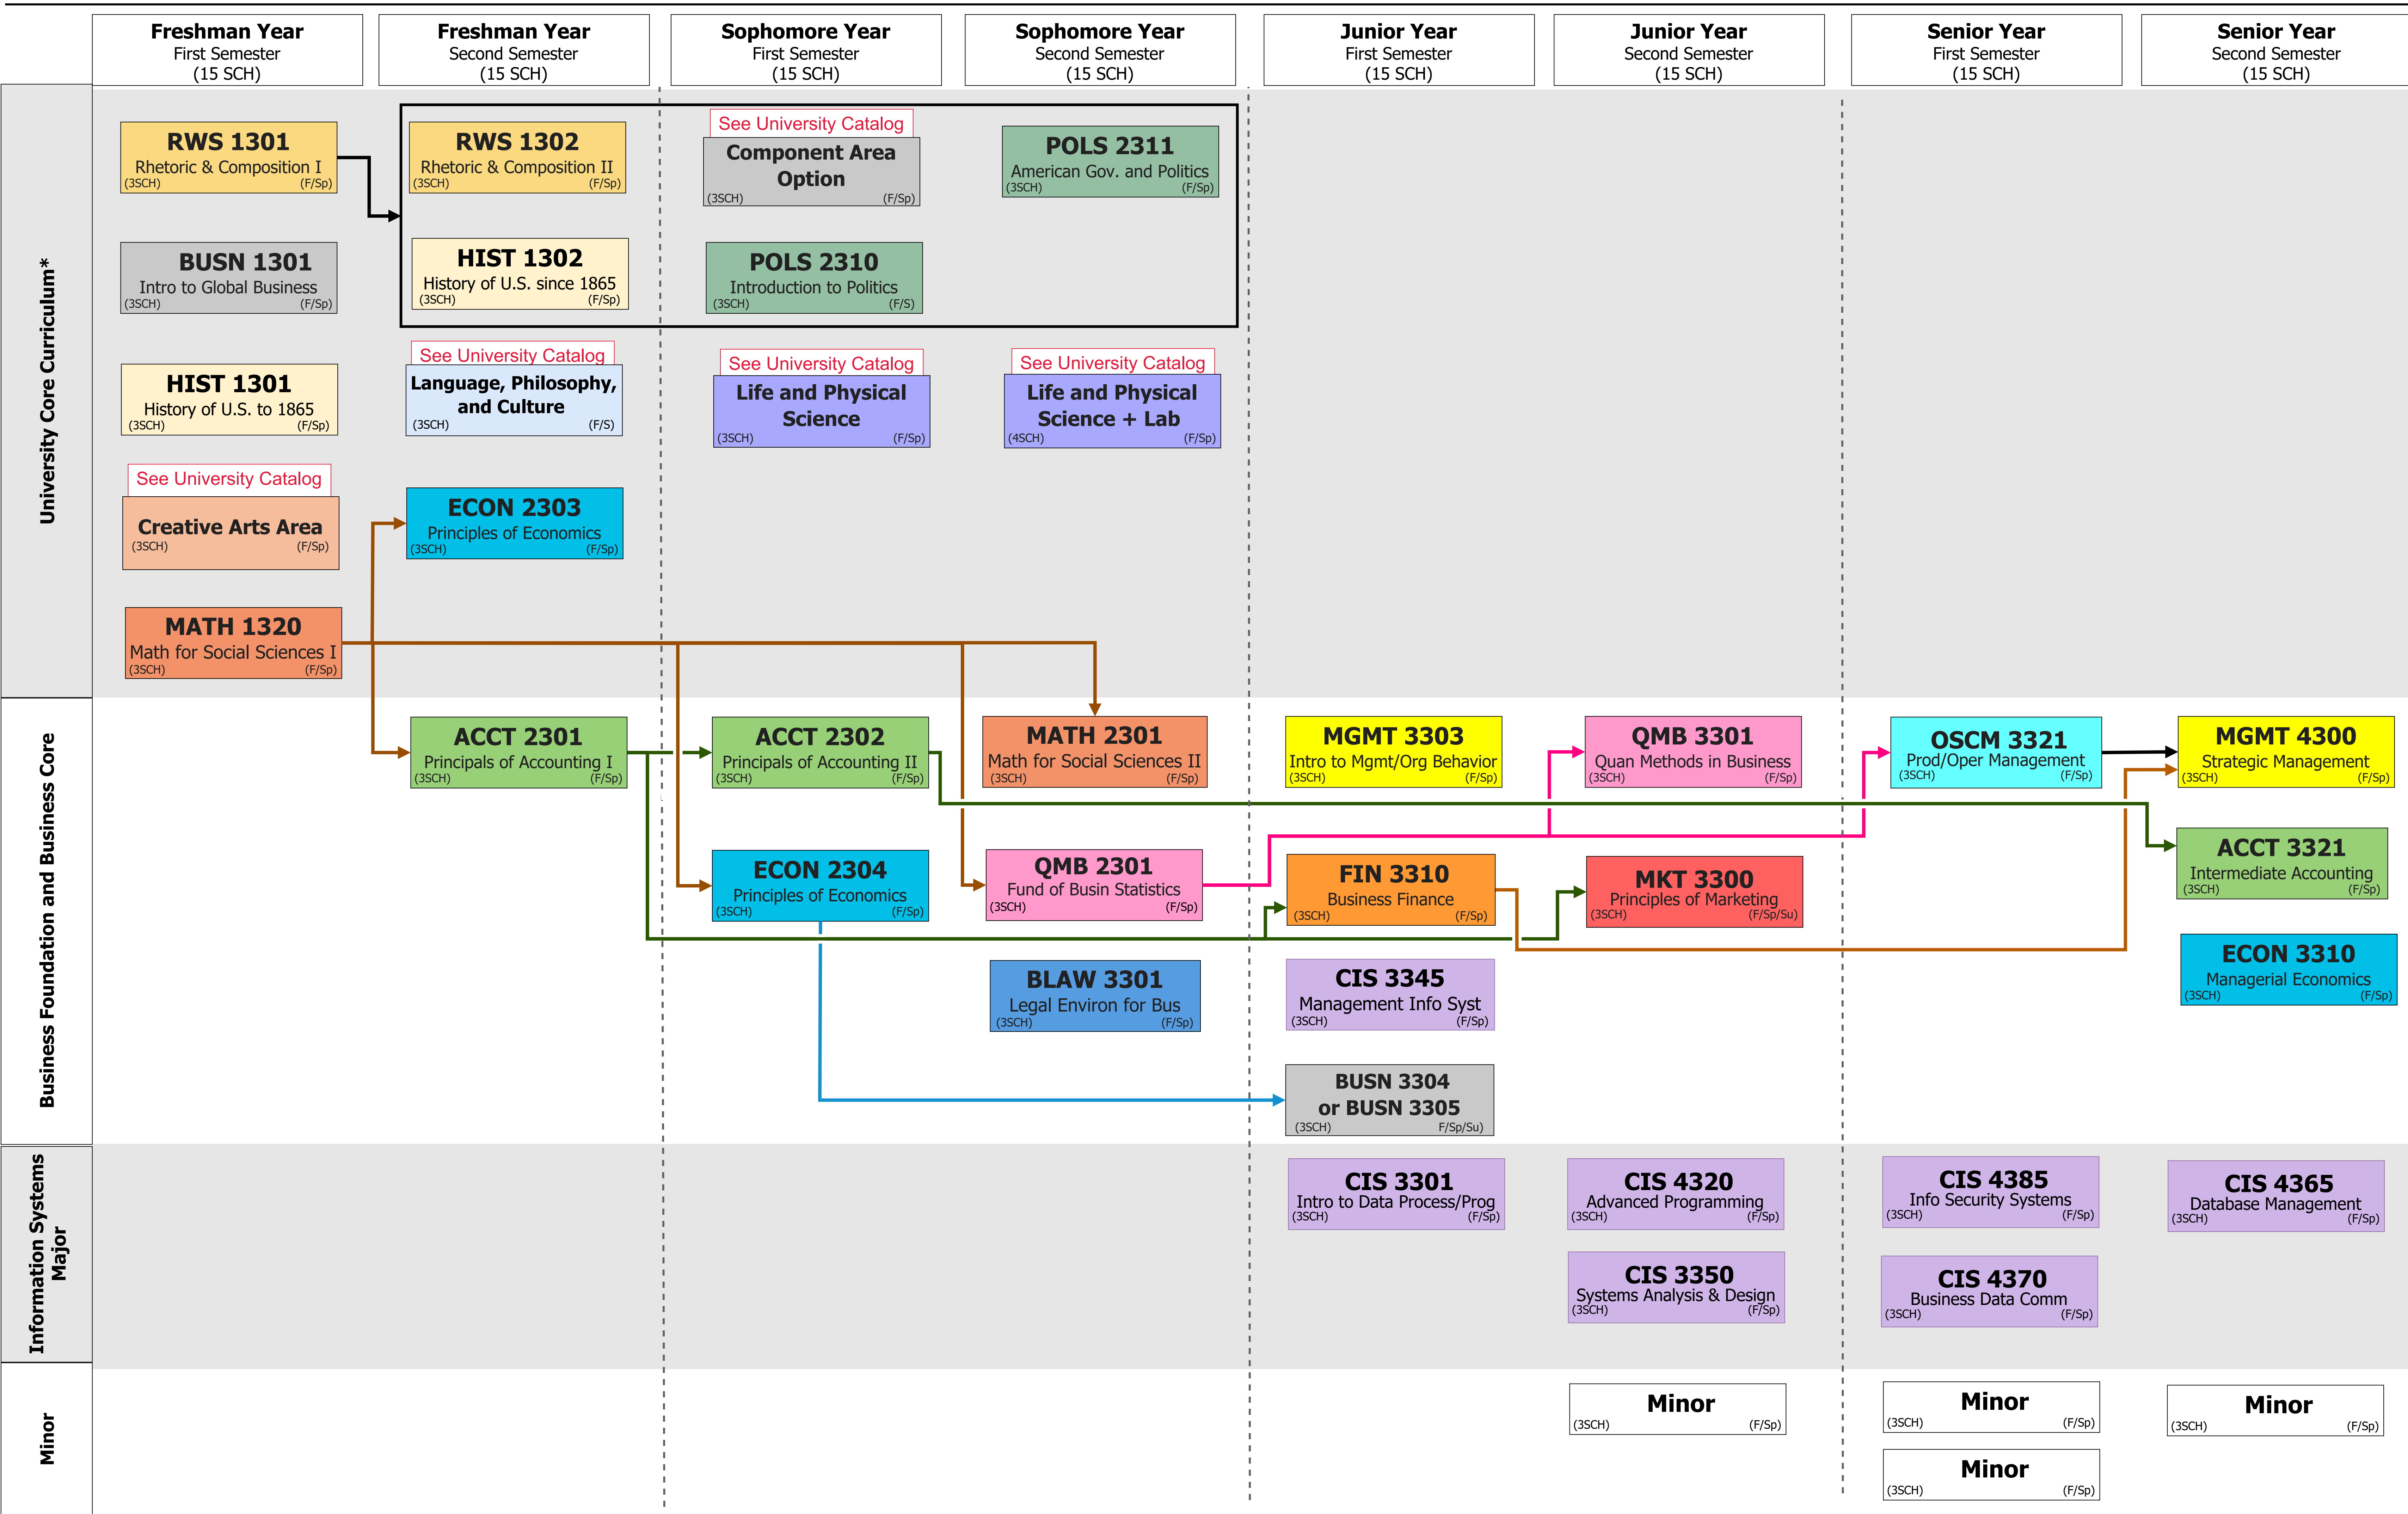 Freshman Year
First Semester
(15 SCH)
Freshman Year
Second Semester
(15 SCH)
Sophomore Year
First Semester
(15 SCH)
Sophomore Year
Second Semester
(15 SCH)
Junior Year
First Semester
(15 SCH)
Junior Year
Second Semester
(15 SCH)
Senior Year
First Semester
(15 SCH)
Senior Year
Second Semester
(15 SCH)
University Core Curriculum*
RWS 1301
Rhetoric & Composition I
(3SCH) (F/Sp)
RWS 1302
Rhetoric & Composition II
(3SCH) (F/Sp)
See University Catalog
Component Area
Option
(3SCH) (F/Sp)
POLS 2311
American Gov. and Politics
(3SCH) (F/Sp)
BUSN 1301
Intro to Global Business
(3SCH) (F/Sp)
HIST 1302
History of U.S. since 1865
(3SCH) (F/Sp)
POLS 2310
Introduction to Politics
(3SCH) (F/S)
HIST 1301
History of U.S. to 1865
(3SCH) (F/Sp)
See University Catalog
Language, Philosophy,
and Culture
(3SCH) (F/S)
See University Catalog
Life and Physical
Science
(3SCH) (F/Sp)
See University Catalog
Life and Physical
Science + Lab
(4SCH) (F/Sp)
See University Catalog
Creative Arts Area
(3SCH) (F/Sp)
ECON 2303
Principles of Economics
(3SCH) (F/Sp)
MATH 1320
Math for Social Sciences I
(3SCH) (F/Sp)
Business Foundation and Business Core
ACCT 2301
Principals of Accounting I
(3SCH) (F/Sp)
ACCT 2302
Principals of Accounting II
(3SCH) (F/Sp)
MATH 2301
Math for Social Sciences II
(3SCH) (F/Sp)
MGMT 3303
Intro to Mgmt/Org Behavior
(3SCH) (F/Sp)
QMB 3301
Quan Methods in Business
(3SCH) (F/Sp)
OSCM 3321
Prod/Oper Management
(3SCH) (F/Sp)
MGMT 4300
Strategic Management
(3SCH) (F/Sp)
ECON 2304
Principles of Economics
(3SCH) (F/Sp)
QMB 2301
Fund of Busin Statistics
(3SCH) (F/Sp)
FIN 3310
Business Finance
(3SCH) (F/Sp)
MKT 3300
Principles of Marketing
(3SCH) (F/Sp/Su)
ACCT 3321
Intermediate Accounting
(3SCH) (F/Sp)
BLAW 3301
Legal Environ for Bus
(3SCH) (F/Sp)
CIS 3345
Management Info Syst
(3SCH) (F/Sp)
ECON 3310
Managerial Economics
(3SCH) (F/Sp)
BUSN 3304
or BUSN 3305
(3SCH) F/Sp/Su)
Information Systems
Major
CIS 3301
Intro to Data Process/Prog
(3SCH) (F/Sp)
CIS 4320
Advanced Programming
(3SCH) (F/Sp)
CIS 4385
Info Security Systems
(3SCH) (F/Sp)
CIS 4365
Database Management
(3SCH) (F/Sp)
CIS 3350
Systems Analysis & Design
(3SCH) (F/Sp)
CIS 4370
Business Data Comm
(3SCH) (F/Sp)
Minor
Minor
(3SCH) (F/Sp)
Minor
(3SCH) (F/Sp)
Minor
(3SCH) (F/Sp)
Minor
(3SCH) (F/Sp)